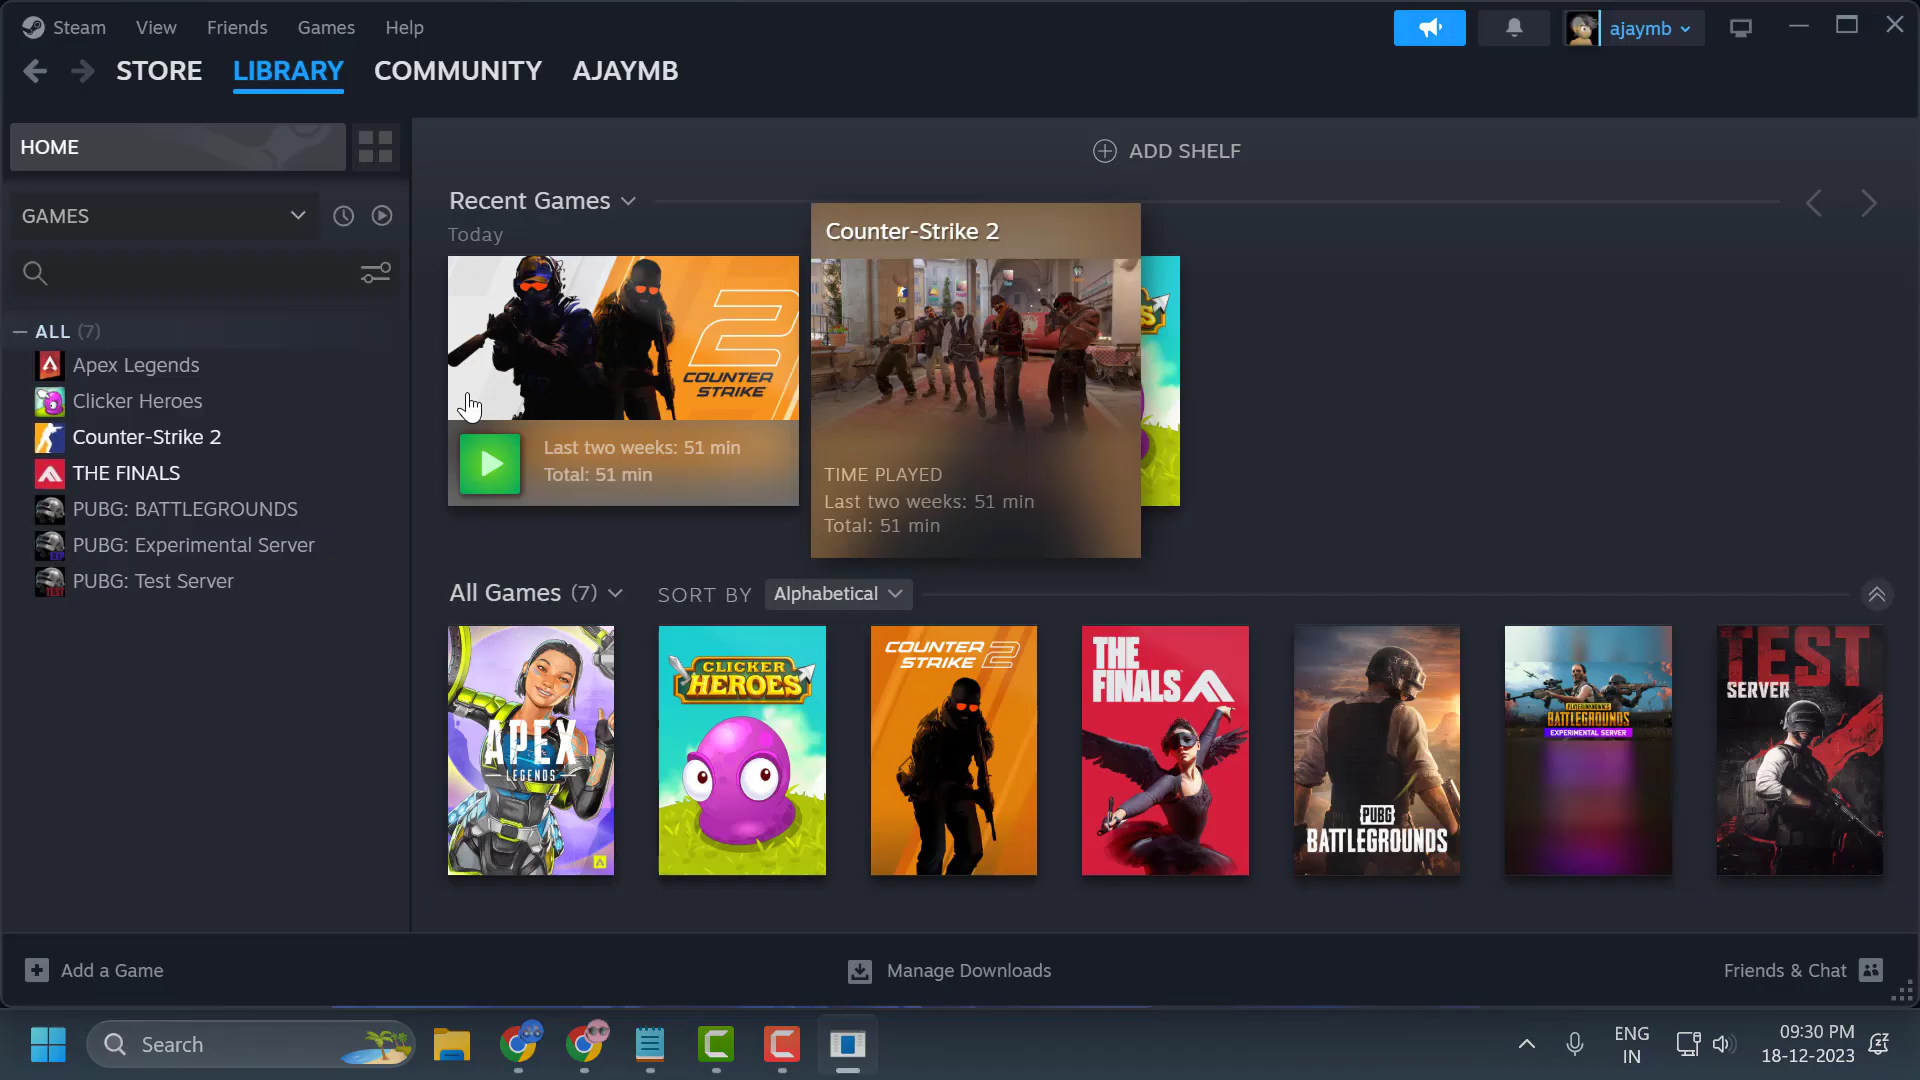 Steam View Friends Games Help
ajaymb
STORE LIBRARY COMMUNITY AJAYMB
HOME
ADD SHELF
GAMES
Recent Games
Today
Counter-Strike 2
2
COUNTER
STRIKE
Last two weeks: 51 min
Total: 51 min
TIME PLAYED
Last two weeks: 51 min
Total: 51 min
ALL (7)
Apex Legends
Clicker Heroes
Counter-Strike 2
THE FINALS
PUBG: BATTLEGROUNDS
PUBG: Experimental Server
PUBG: Test Server
All Games (7) SORT BY Alphabetical
APEX
LEGENDS
CLICKER
HEROES
COUNTER
STRIKE 2
THE
FINALS
PUBG
BATTLEGROUNDS
BATTLEGROUNDS
EXPERIMENTAL SERVER
TEST
SERVER
Add a Game
Manage Downloads
Friends & Chat
Search
ENG
IN
09:30 PM
18-12-2023